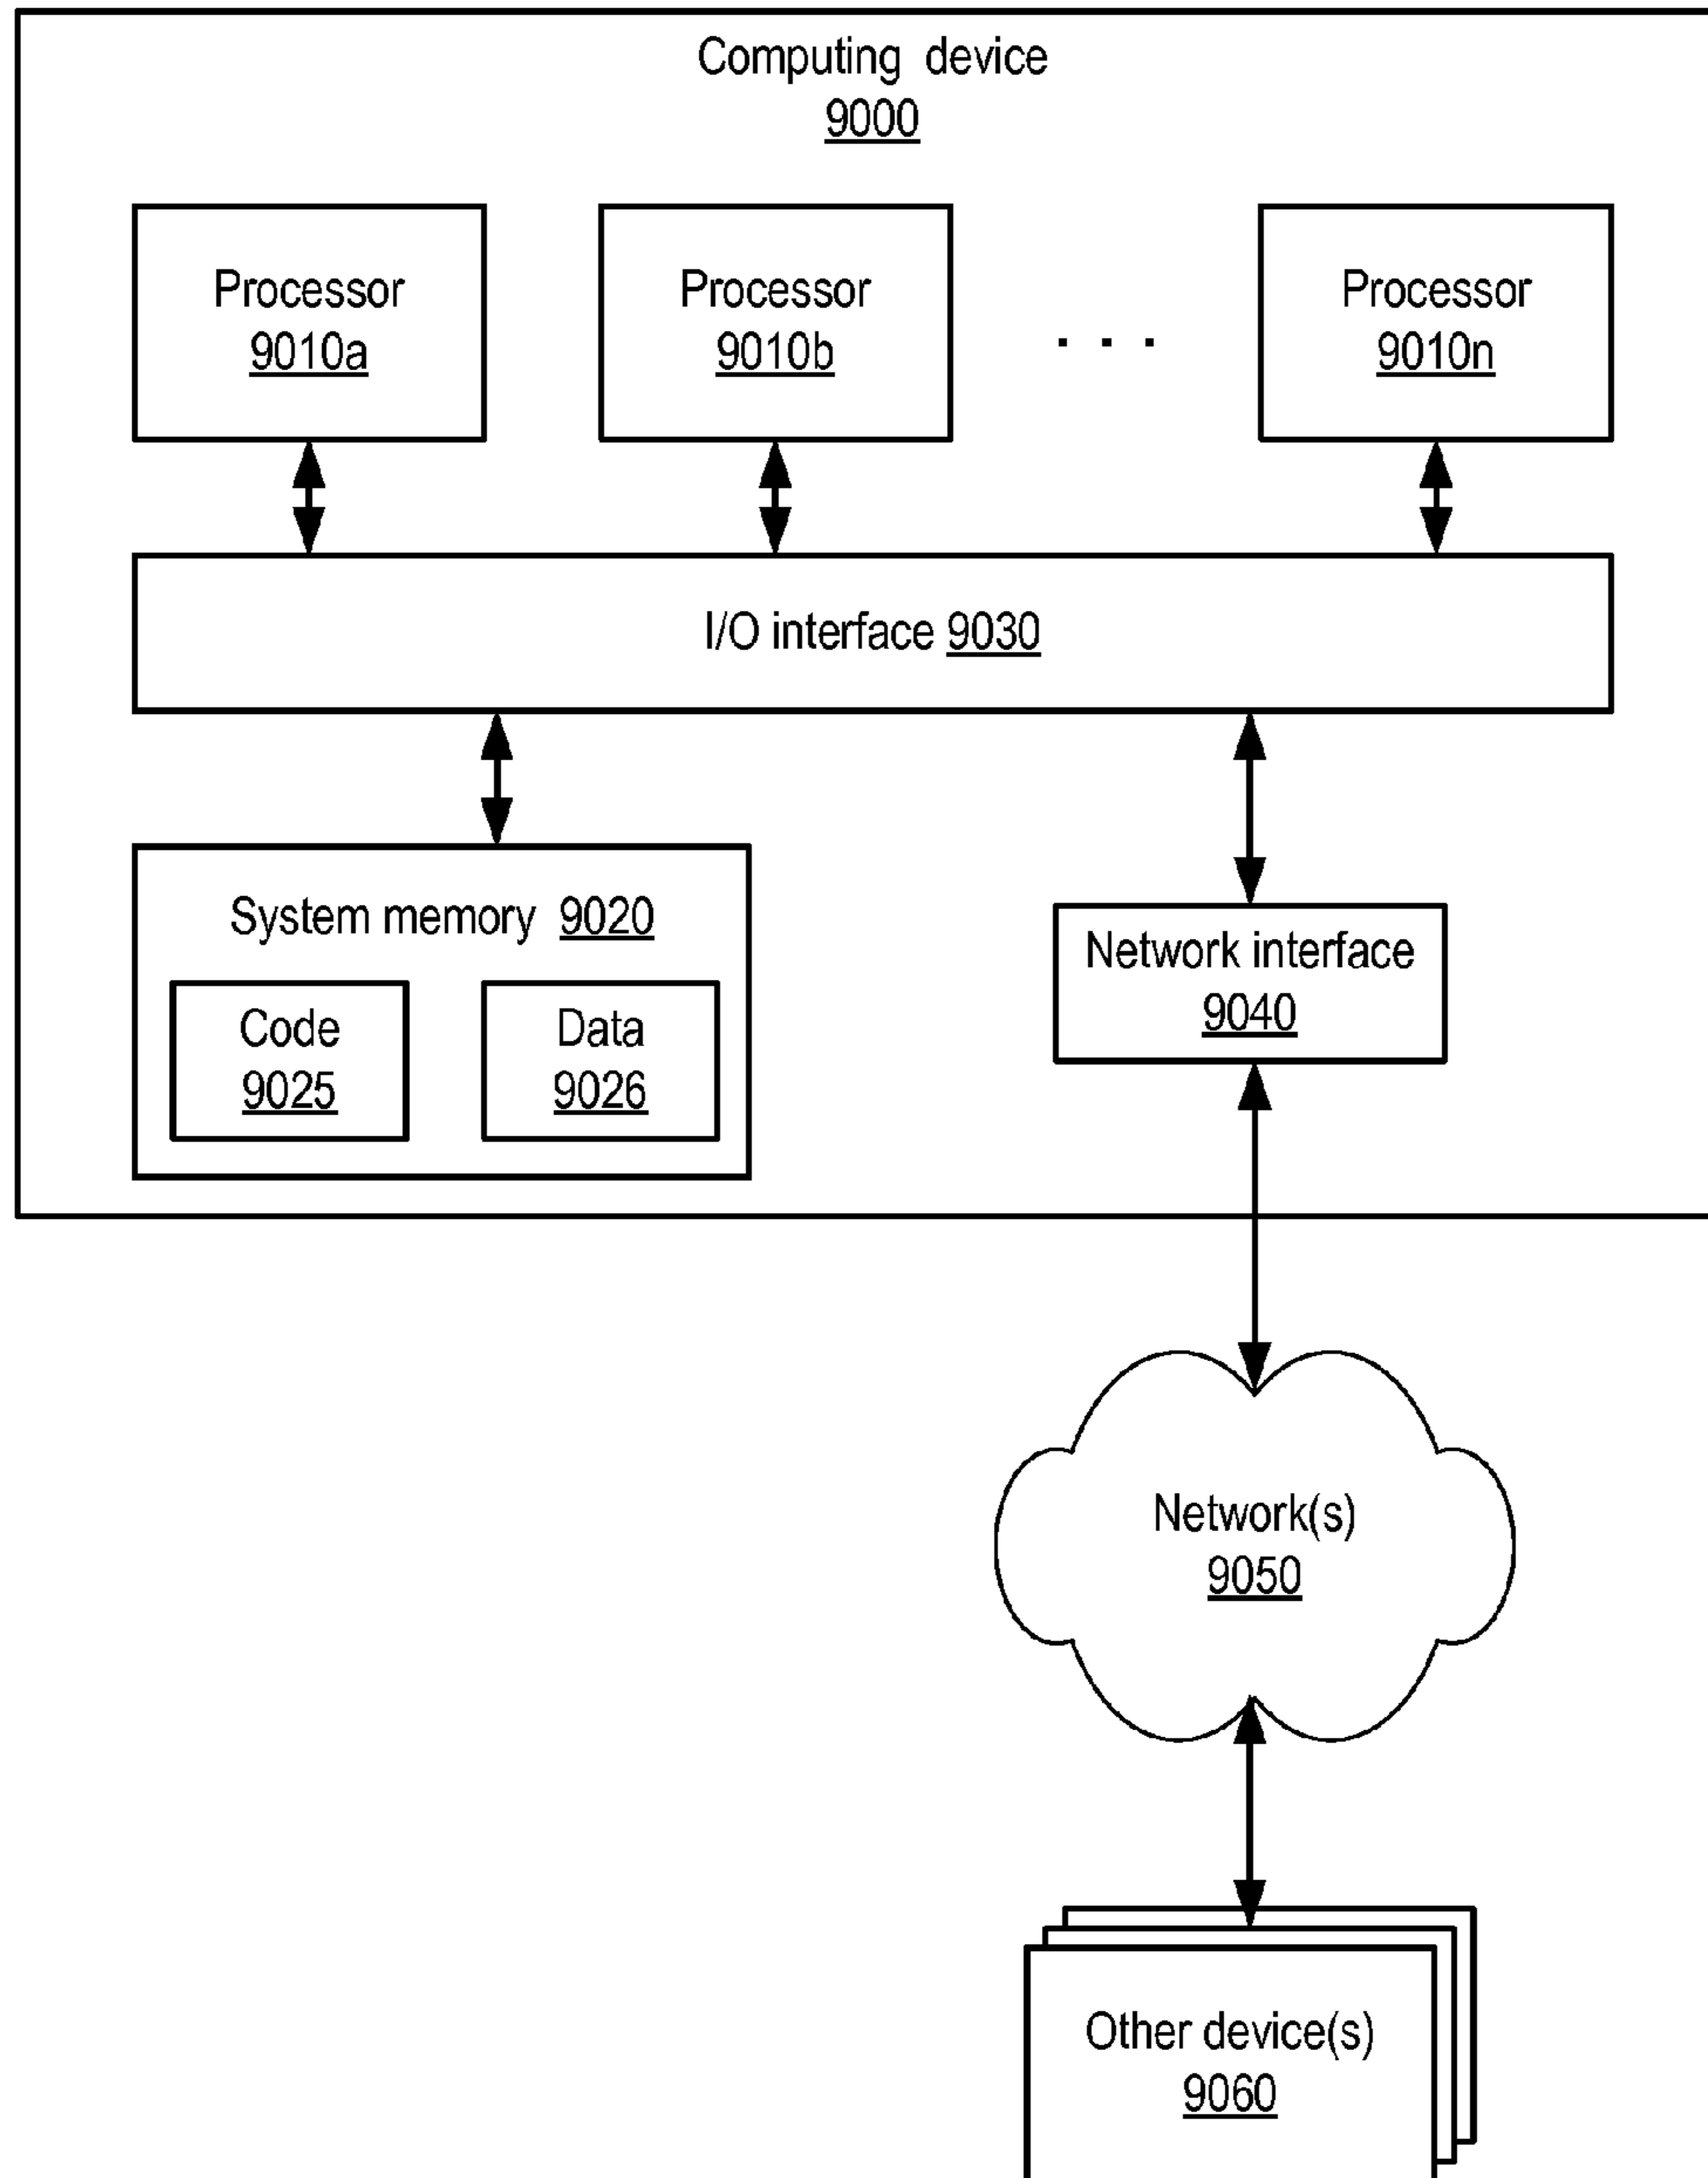 Computing device
9000
Processor
9010a
Processor
9010b
. . .
Processor
9010n
I/O interface 9030
System memory 9020
Code
9025
Data
9026
Network interface
9040
Network(s)
9050
Other device(s)
9060